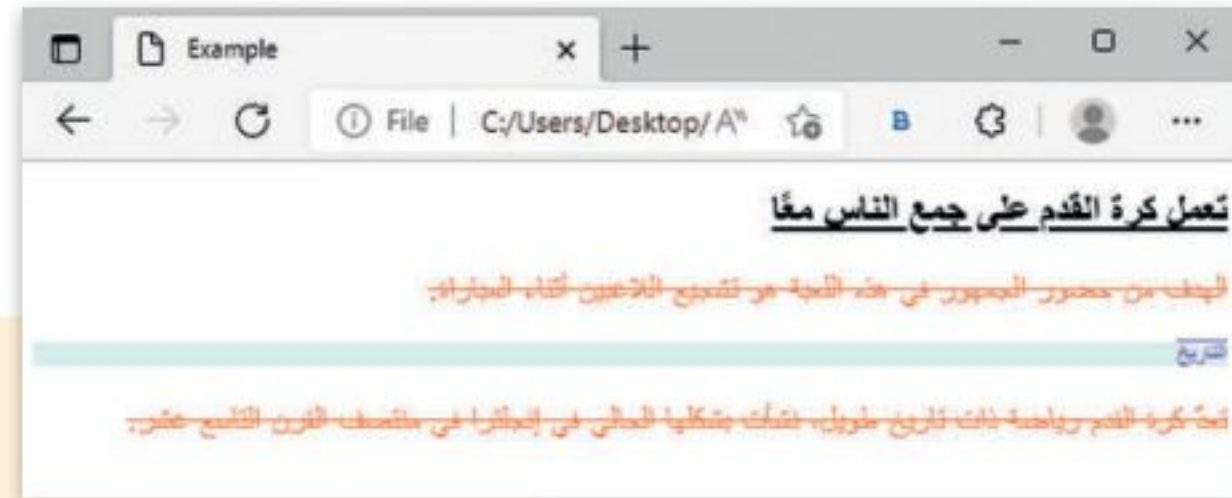 Example
File | C:/Users/Desktop/
تعمل كرة القدم على جمع الناس معًا
الهدف من حضور الجمهور في هذه اللعبة هو تشجيع اللاعبين أثناء المباراة.
التاريخ
تعدّ كرة القدم رياضة ذات تاريخ طويل، نشأت بشكلها الحالي في إنجلترا في منتصف القرن التاسع عشر.